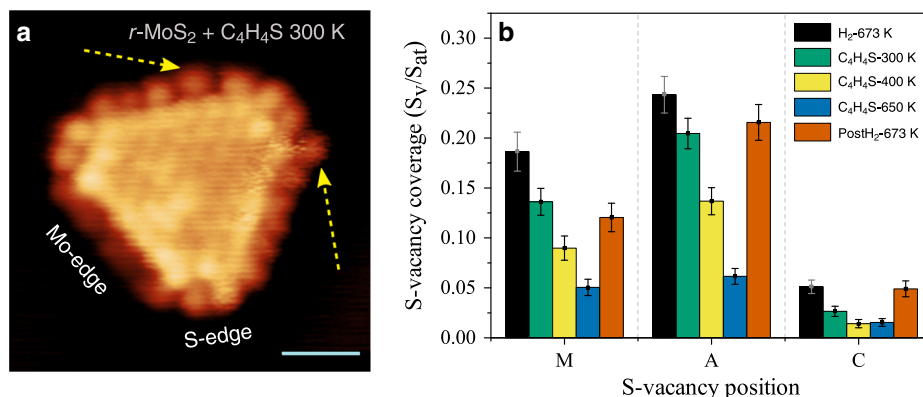 a
r-MoS₂ + C₄H₄S 300 K
Mo-edge
S-edge
b
S-vacancy coverage (Sᵥ/Sat)
0.30
0.25
0.20
0.15
0.10
0.05
0.00
H₂-673 K
C₄H₄S-300 K
C₄H₄S-400 K
C₄H₄S-650 K
PostH₂-673 K
M A C
S-vacancy position